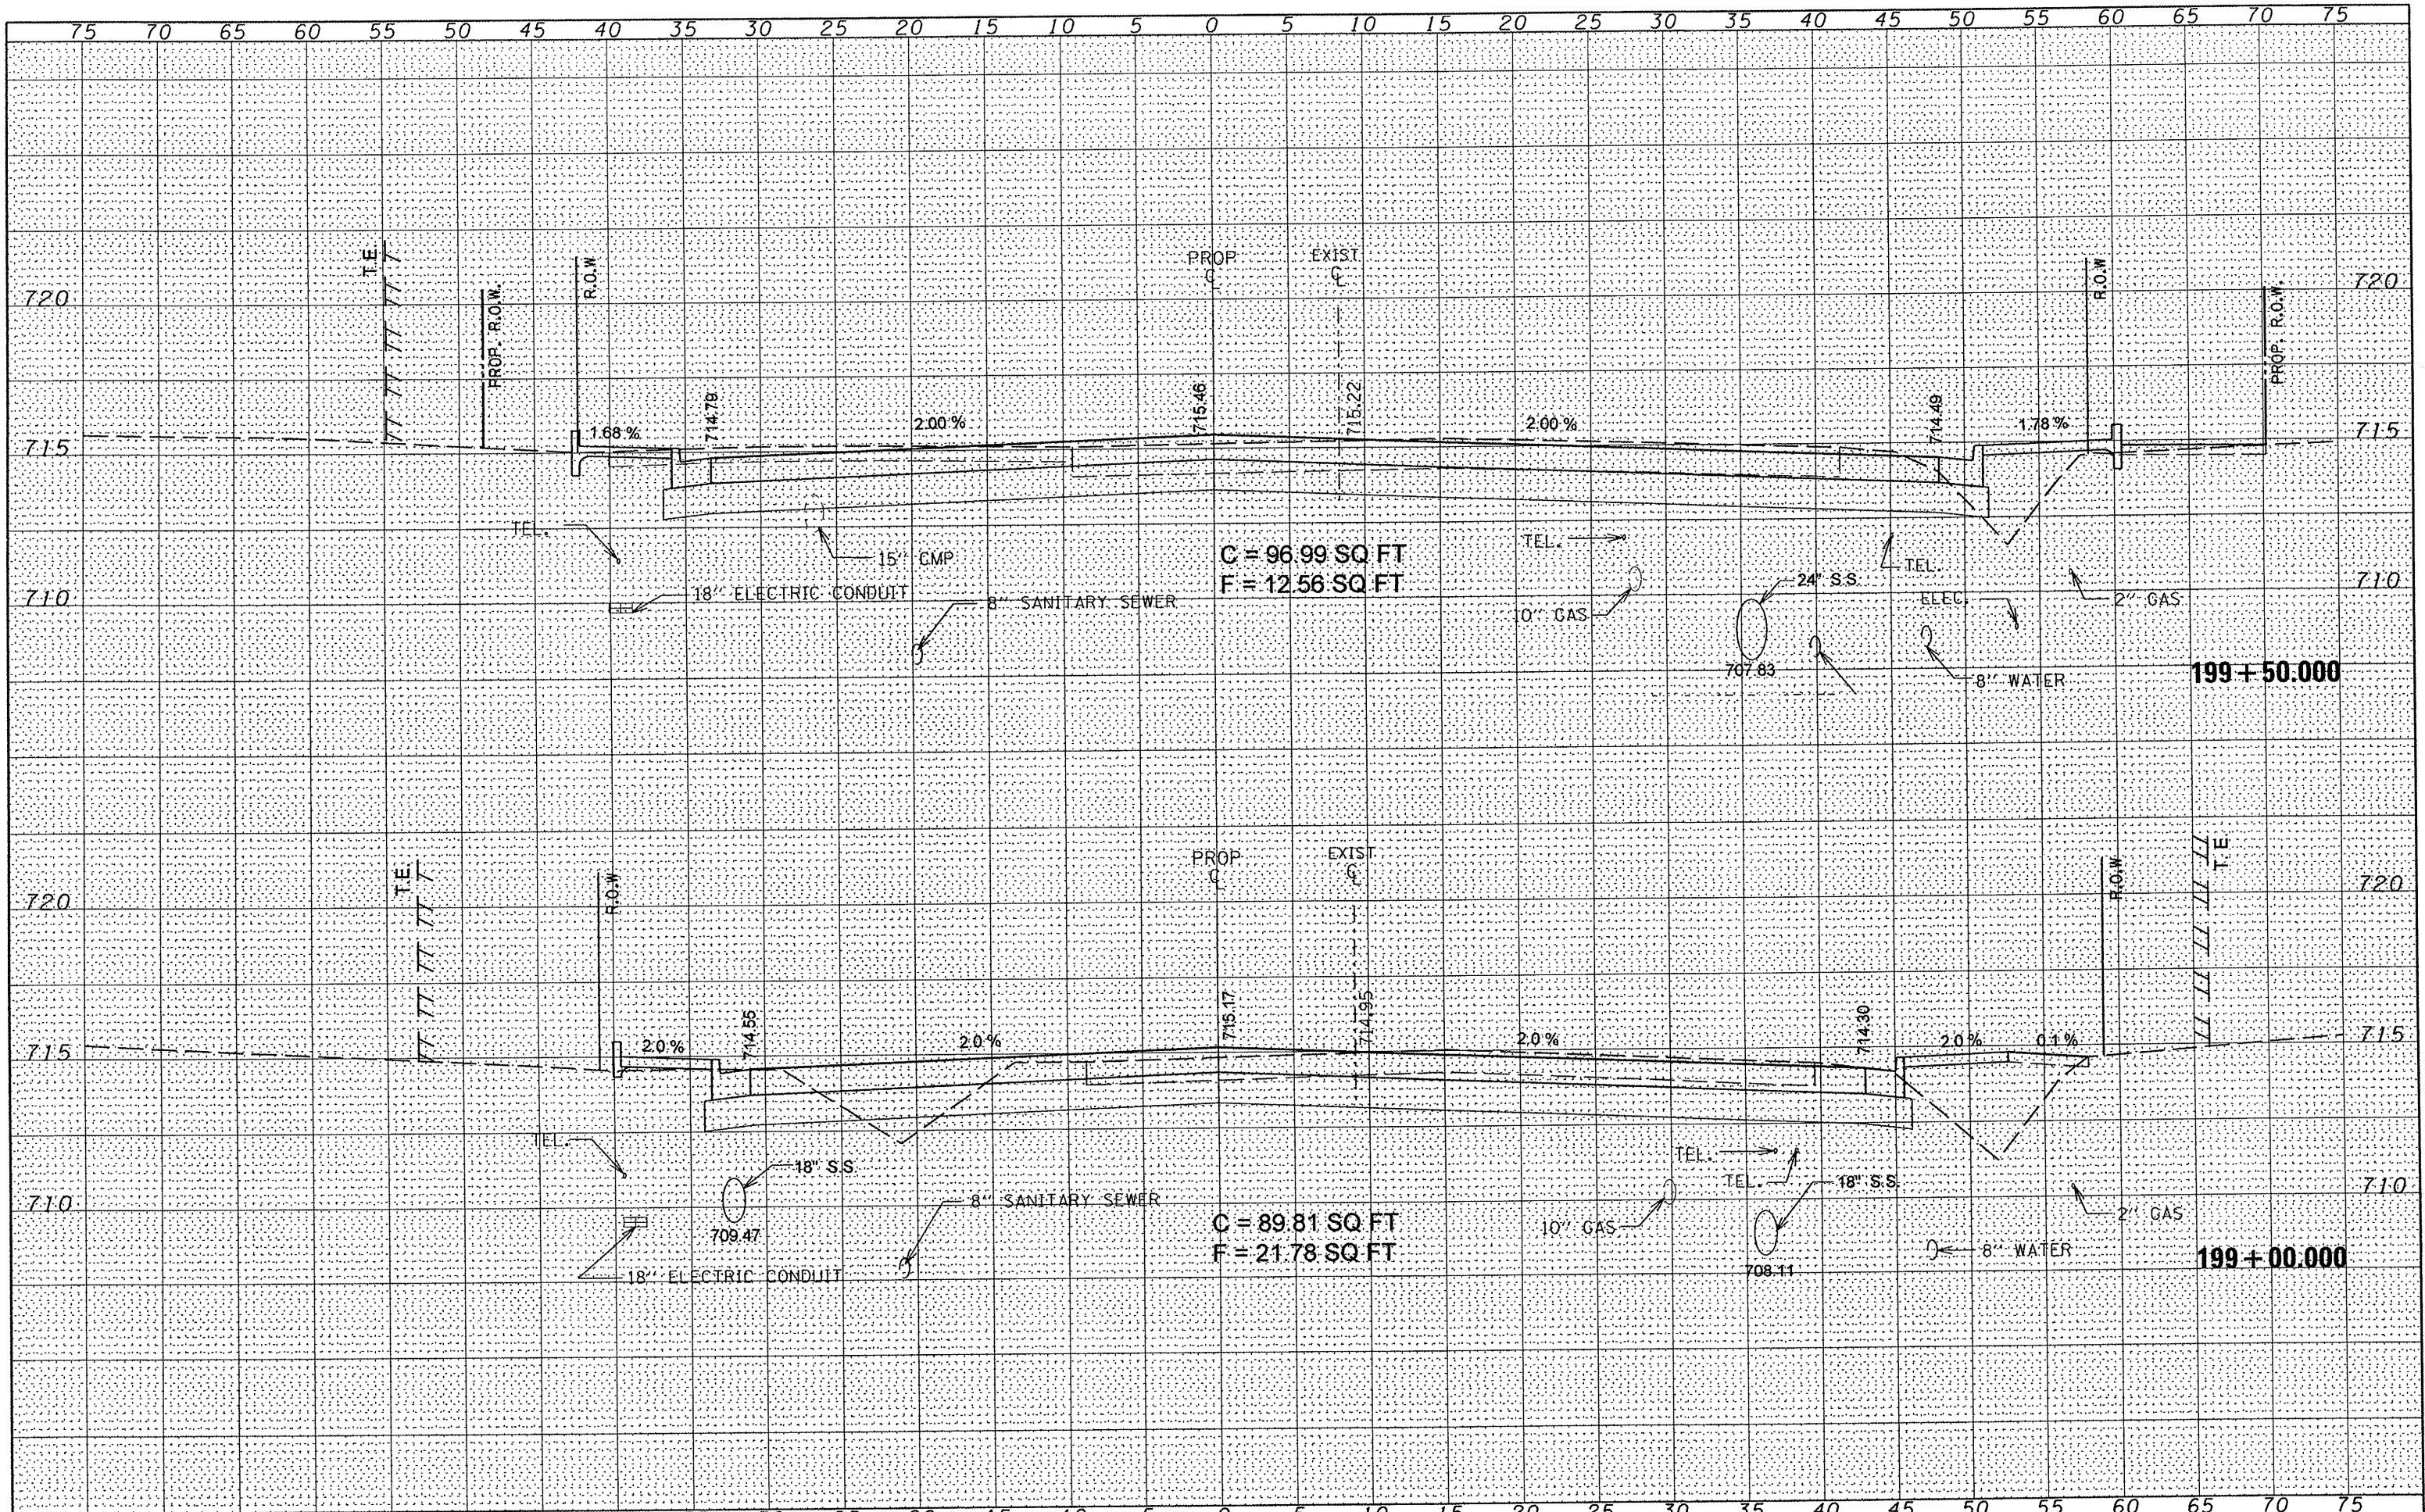 75 70 65 60 55 50 45 40 35 30 25 20 15 10 5 0 5 10 15 20 25 30 35 40 45 50 55 60 65 70 75
T.E.
PROP. R.O.W.
R.O.W
PROP
℄
EXIST
℄
R.O.W
PROP. R.O.W.
720
720
1.68 %
714.79
2.00 %
715.46
715.22
2.00 %
714.49
1.78 %
715
715
TEL.
15" CMP
18" ELECTRIC CONDUIT
8" SANITARY SEWER
C = 96.99 SQ FT
F = 12.56 SQ FT
TEL.
10" GAS
24" S.S.
707.83
TEL.
ELEC.
2" GAS
8" WATER
710
710
199 + 50.000
T.E.
R.O.W
PROP
℄
EXIST
℄
R.O.W
T.E.
720
720
2.0 %
714.55
2.0 %
715.17
714.95
2.0 %
714.30
2.0 %
0.1 %
715
715
TEL.
18" S.S.
709.47
18" ELECTRIC CONDUIT
8" SANITARY SEWER
C = 89.81 SQ FT
F = 21.78 SQ FT
TEL.
TEL.
10" GAS
18" S.S.
708.11
8" WATER
2" GAS
710
710
199 + 00.000